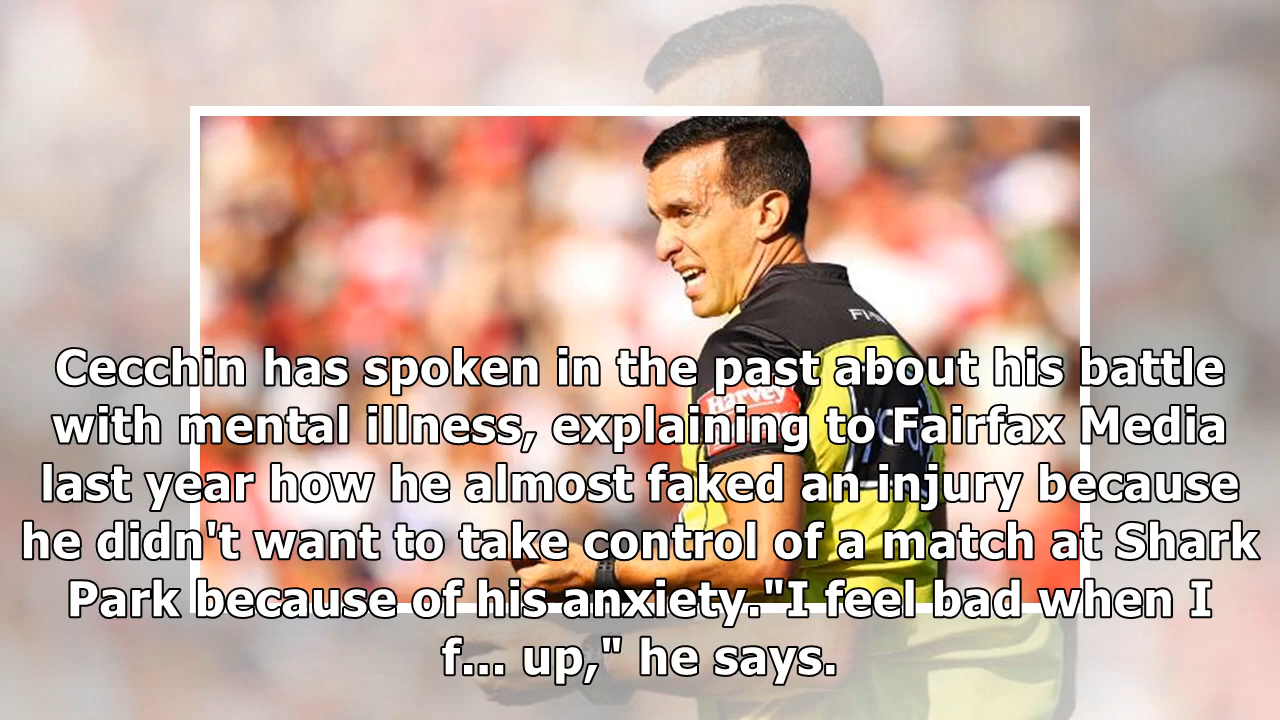 Harvey
Cecchin has spoken in the past about his battle
with mental illness, explaining to Fairfax Media
last year how he almost faked an injury because
he didn't want to take control of a match at Shark
Park because of his anxiety."I feel bad when I
f... up," he says.